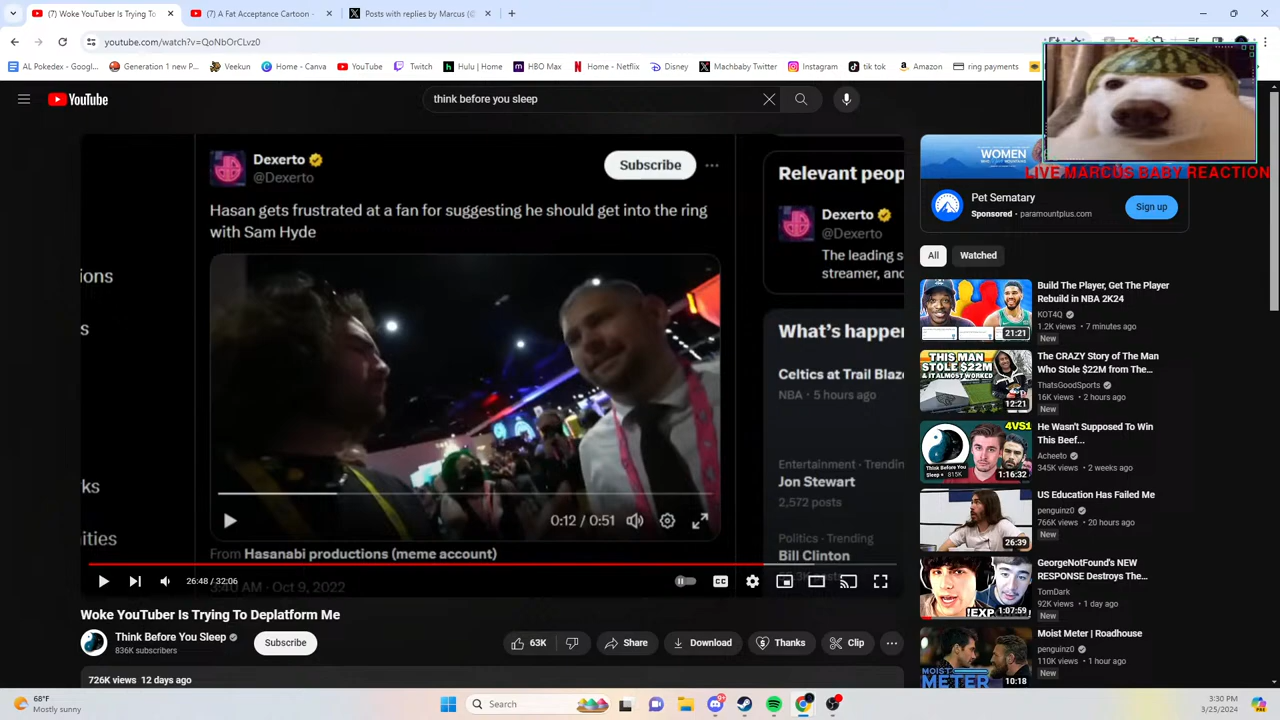 (7) Woke YouTuber Is Trying To
(7) A Fat Acceptance Cartoon -
Posts with replies by Marcus (
youtube.com/watch?v=QoNbOrCLvz0
AL Pokedex - Googl...
Generation 1 new P...
Veekun
Home - Canva
YouTube
HBO Max
Home - Netflix
Disney
Machbaby Twitter
Instagram
tik tok
Amazon
ring payments
YouTube
think before you sleep
LIVE MARCUS BABY REACTION
WOMEN
Dexerto
@Dexerto
Subscribe
Hasan is frustrated at a fan for suggesting he should get into the ring
with Sam Hyde
ions
s
ks
ities
Relevant peop
Dexerto
@Dexerto
The leading s
streamer, and
What's happen
Celtics at Trail Blaze
NBA • 5 hours ago
Entertainment · Trendin
Jon Stewart
2,572 posts
Politics · Trending
Bill Clinton
0:12 / 0:51
From Hasanabi Reactions (meme account)
3:40 AM · Oct 9, 2022
26:48 / 32:06
Woke YouTuber Is Trying To Deplatform Me
Think Before You Sleep
836K subscribers
Subscribe
63K
Share
Download
Thanks
Clip
726K views 12 days ago
Pet Sematary
Sponsored · paramountplus.com
Sign up
All
Watched
Build The Player, Get The Player
Rebuild in NBA 2K24
KOT4Q
1.2K views • 7 minutes ago
New
21:21
THIS MAN
STOLE $22M
& IT ALMOST WORKED
12:21
The CRAZY Story of The Man
Who Stole $22M from The...
ThatsGoodSports
16K views • 2 hours ago
New
4VS1
Think Before You
Sleep
815K
1:16:32
He Wasn't Supposed To Win
This Beef...
Acheeto
345K views • 2 weeks ago
US Education Has Failed Me
penguinz0
766K views • 20 hours ago
New
26:39
GeorgeNotFound's NEW
RESPONSE Destroys The...
TomDark
92K views • 1 day ago
New
1:07:59
Moist Meter | Roadhouse
penguinz0
110K views • 1 hour ago
New
MOIST
METER
10:18
68°F
Mostly sunny
Search
3:30 PM
3/25/2024